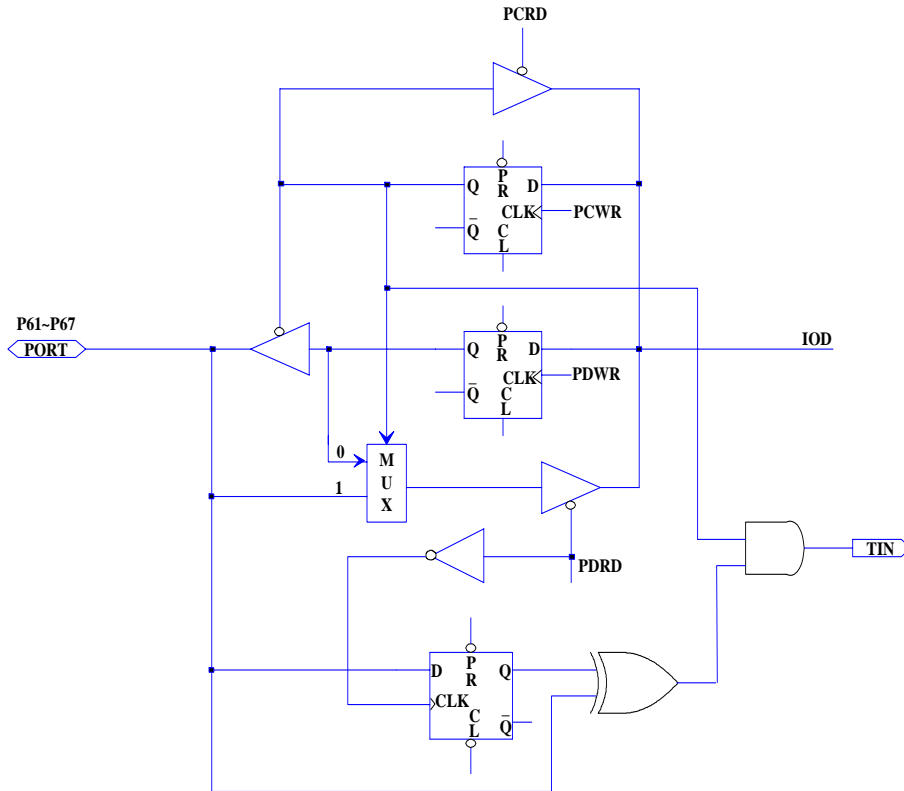 PCRD
Q P R D
CLK PCWR
Q̅ C L
P61~P67
PORT
IOD
Q P R D
CLK PDWR
Q̅ C L
0
1
M U X
PDRD
TIN
D P R Q
CLK
C L Q̅